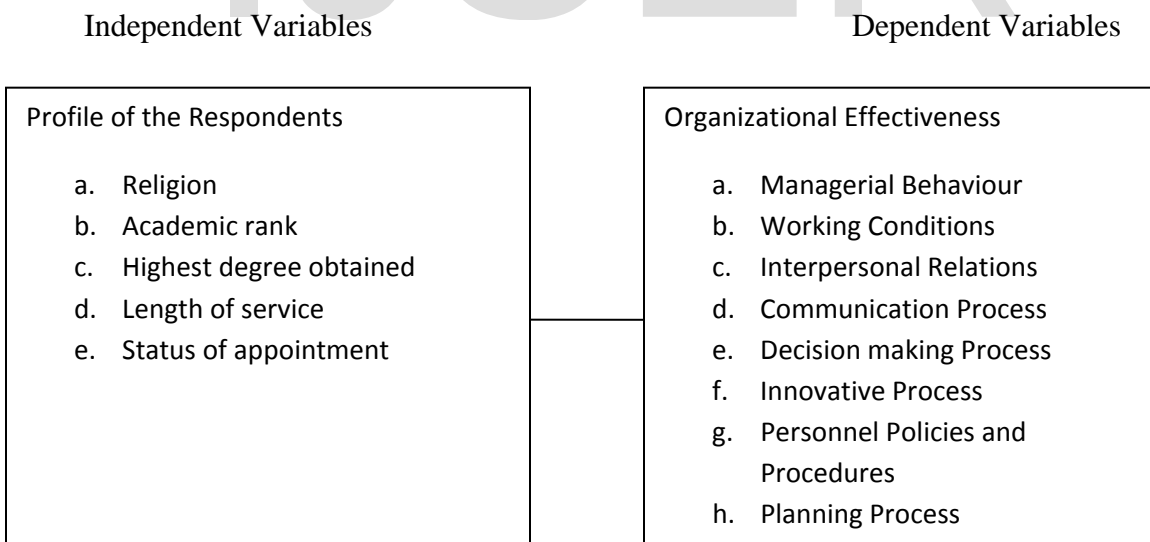 Independent Variables
Dependent Variables
Profile of the Respondents
a. Religion
b. Academic rank
c. Highest degree obtained
d. Length of service
e. Status of appointment
Organizational Effectiveness
a. Managerial Behaviour
b. Working Conditions
c. Interpersonal Relations
d. Communication Process
e. Decision making Process
f. Innovative Process
g. Personnel Policies and
Procedures
h. Planning Process